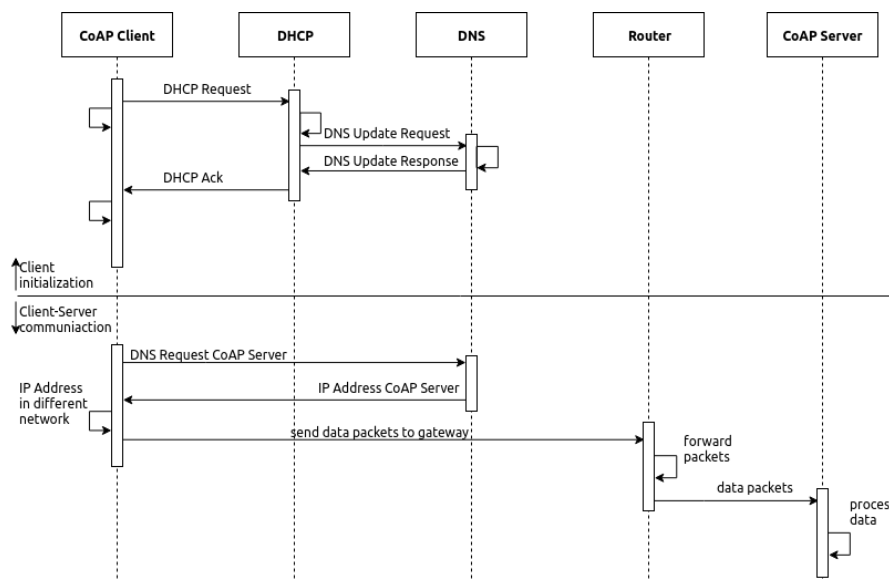 CoAP Client
DHCP
DNS
Router
CoAP Server
DHCP Request
DNS Update Request
DNS Update Response
DHCP Ack
Client
initialization
Client-Server
communiaction
DNS Request CoAP Server
IP Address
in different
network
IP Address CoAP Server
send data packets to gateway
forward
packets
data packets
proces
data